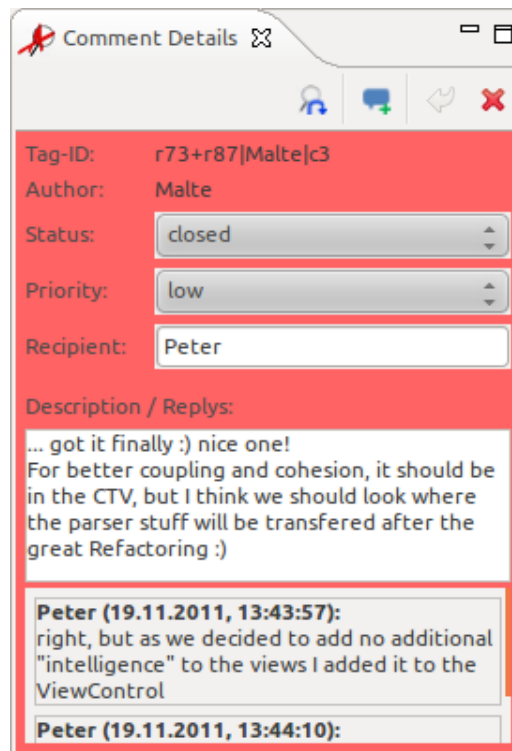 Comment Details
Tag-ID: r73+r87|Malte|c3
Author: Malte
Status: closed
Priority: low
Recipient: Peter
Description / Replys:
... got it finally :) nice one!
For better coupling and cohesion, it should be
in the CTV, but I think we should look where
the parser stuff will be transfered after the
great Refactoring :)
Peter (19.11.2011, 13:43:57):
right, but as we decided to add no additional
"intelligence" to the views I added it to the
ViewControl
Peter (19.11.2011, 13:44:10):